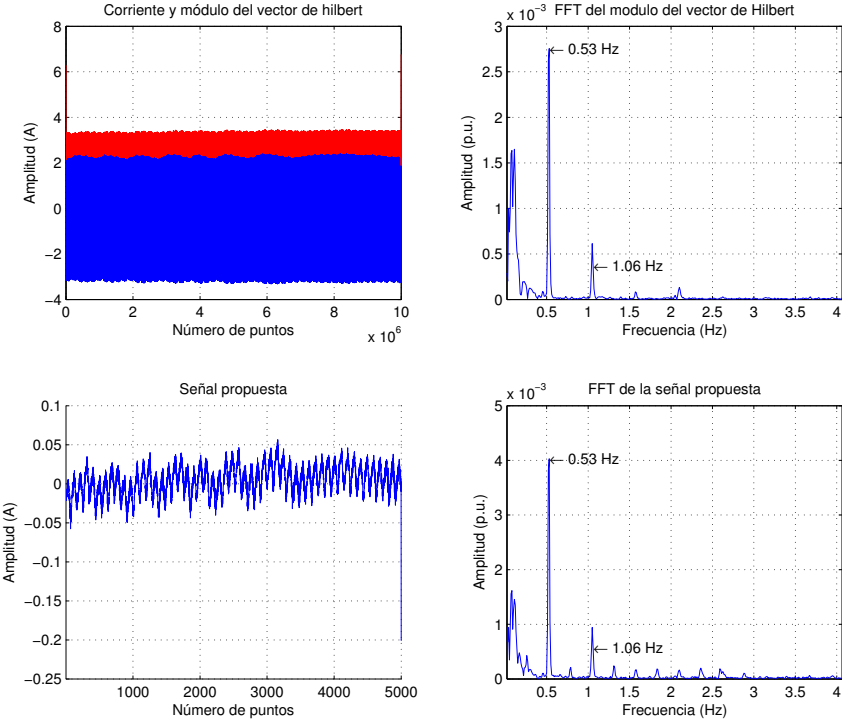 Corriente y módulo del vector de hilbert
8
6
4
2
0
−2
−4
0
2
4
6
8
10
x 10^6
Amplitud (A)
Número de puntos
FFT del modulo del vector de Hilbert
x 10^−3
3
2.5
2
1.5
1
0.5
0
0.5
1
1.5
2
2.5
3
3.5
4
← 0.53 Hz
← 1.06 Hz
Amplitud (p.u.)
Frecuencia (Hz)
Señal propuesta
0.1
0.05
0
−0.05
−0.1
−0.15
−0.2
−0.25
1000
2000
3000
4000
5000
Amplitud (A)
Número de puntos
FFT de la señal propuesta
x 10^−3
5
4
3
2
1
0
0.5
1
1.5
2
2.5
3
3.5
4
← 0.53 Hz
← 1.06 Hz
Amplitud (p.u.)
Frecuencia (Hz)